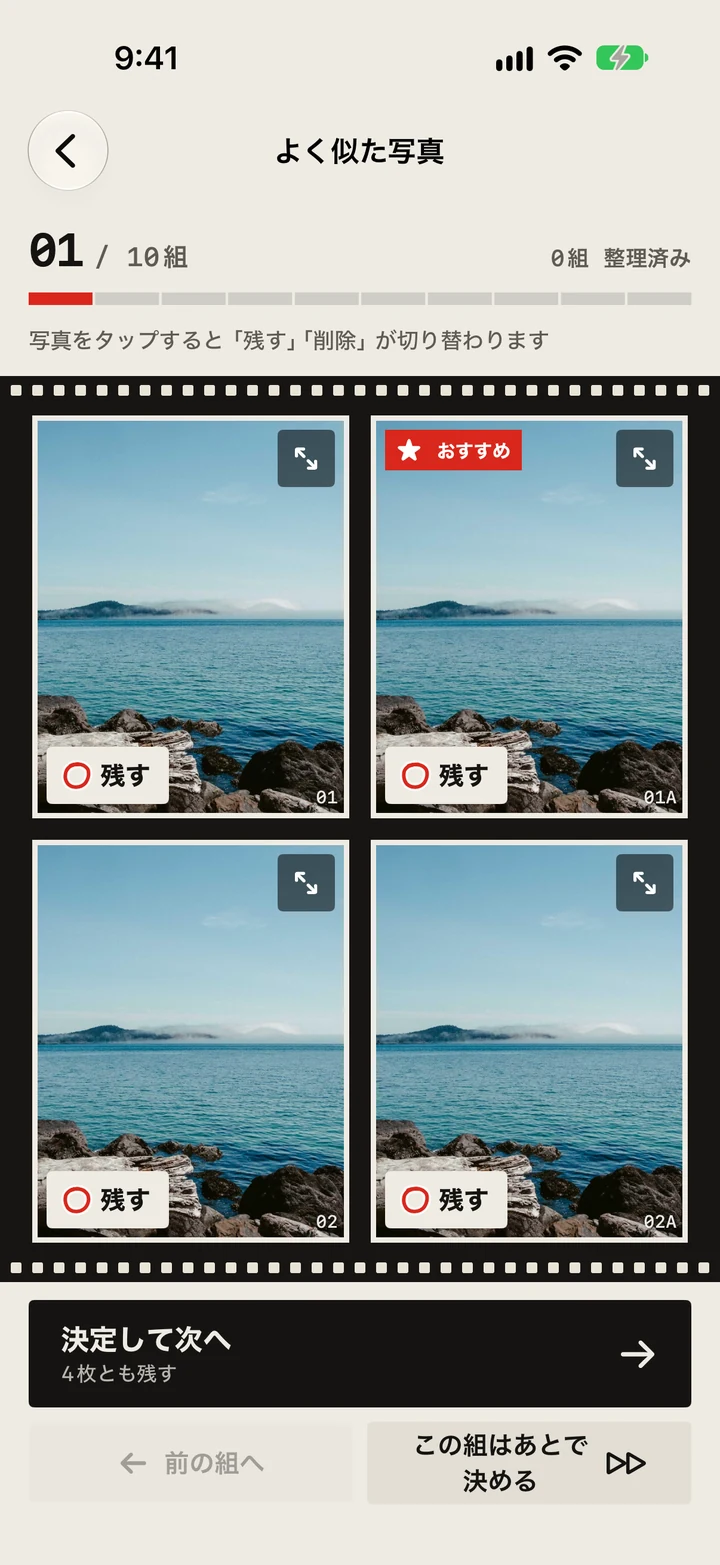 9:41
よく似た写真
01 / 10組
0組 整理済み
写真をタップすると「残す」「削除」が切り替わります
残す
01
おすすめ
残す
01A
残す
02
残す
02A
決定して次へ
4枚とも残す
前の組へ
この組はあとで
決める